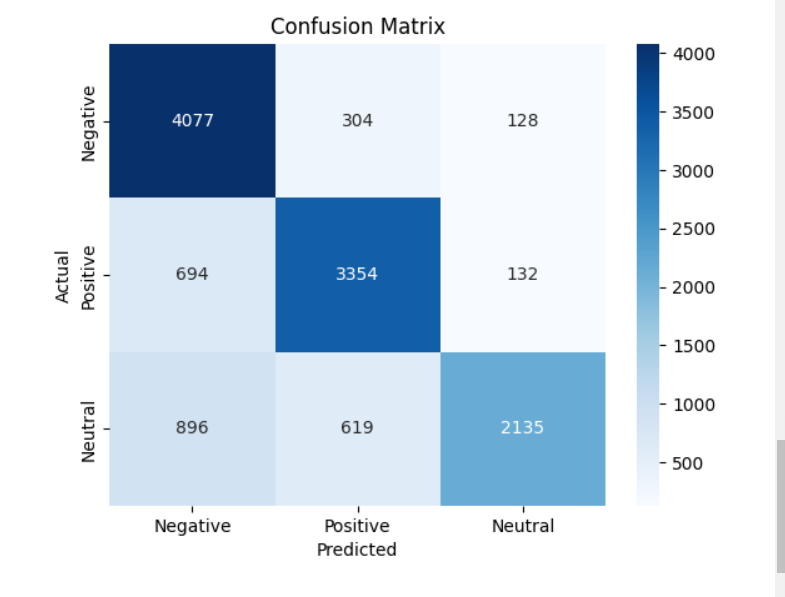 Confusion Matrix
Negative
4077
304
128
Actual
Positive
694
3354
132
Neutral
896
619
2135
Negative
Positive
Neutral
Predicted
4000
3500
3000
2500
2000
1500
1000
500